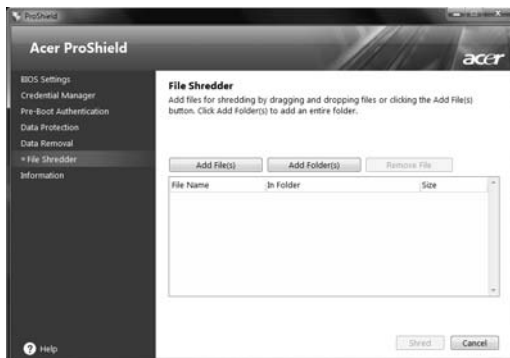 ProShield
Acer ProShield
acer
BIOS Settings
Credential Manager
Pre-Boot Authentication
Data Protection
Data Removal
File Shredder
Information
File Shredder
Add files for shredding by dragging and dropping files or clicking the Add File(s)
button. Click Add Folder(s) to add an entire folder.
Add File(s) Add Folder(s) Remove File
File Name In Folder Size
? Help
Shred Cancel